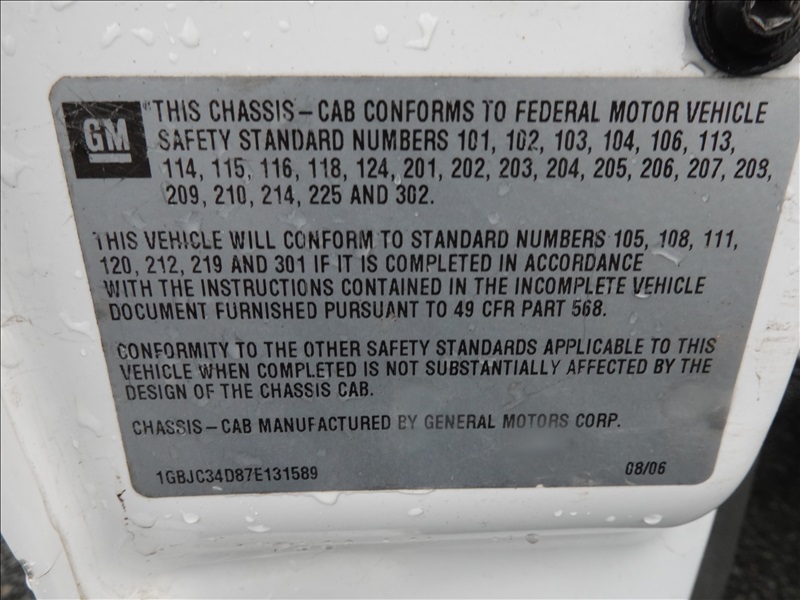 GM
THIS CHASSIS-CAB CONFORMS TO FEDERAL MOTOR VEHICLE
SAFETY STANDARD NUMBERS 101, 102, 103, 104, 106, 113,
114, 115, 116, 118, 124, 201, 202, 203, 204, 205, 206, 207, 208,
209, 210, 214, 225 AND 302.
THIS VEHICLE WILL CONFORM TO STANDARD NUMBERS 105, 108, 111,
120, 212, 219 AND 301 IF IT IS COMPLETED IN ACCORDANCE
WITH THE INSTRUCTIONS CONTAINED IN THE INCOMPLETE VEHICLE
DOCUMENT FURNISHED PURSUANT TO 49 CFR PART 568.
CONFORMITY TO THE OTHER SAFETY STANDARDS APPLICABLE TO THIS
VEHICLE WHEN COMPLETED IS NOT SUBSTANTIALLY AFFECTED BY THE
DESIGN OF THE CHASSIS CAB.
CHASSIS-CAB MANUFACTURED BY GENERAL MOTORS CORP.
1GBJC34D87E131589 08/06